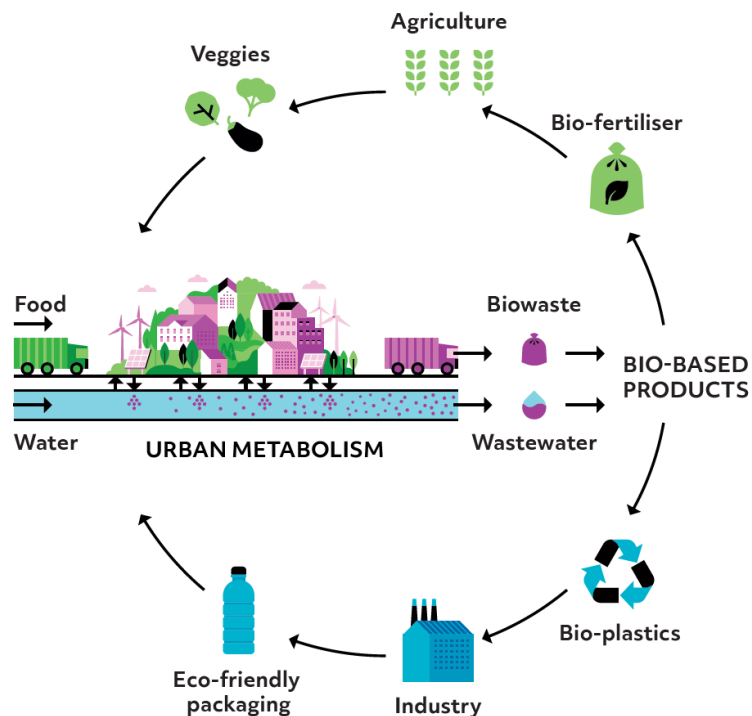 Agriculture
Veggies
Bio-fertiliser
Food
Biowaste
BIO-BASED
PRODUCTS
Water
URBAN METABOLISM
Wastewater
Bio-plastics
Eco-friendly
packaging
Industry